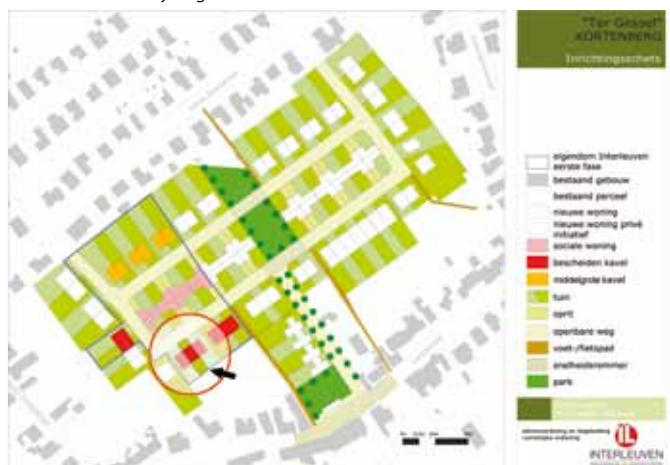 "Ter Gessel"
KORTENBERG
Inrichtingsschets
eigendom Interleuven
eerste fase
bestaand gebouw
bestaand perceel
nieuwe woning
nieuwe woning privé
initiatief
sociale woning
bescheiden kavel
middelgrote kavel
tuin
oprit
openbare weg
voet-/fietspad
snelheidsremmer
park
INTERLEUVEN